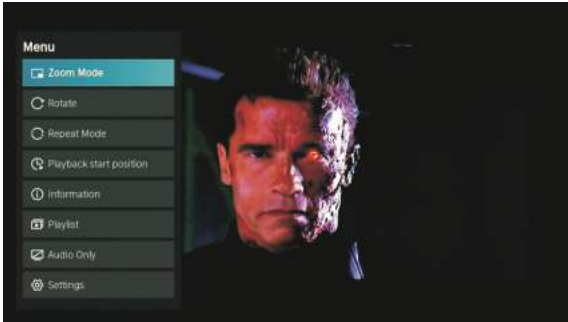 Menu
Zoom Mode
Rotate
Repeat Mode
Playback start position
Information
Playlist
Audio Only
Settings